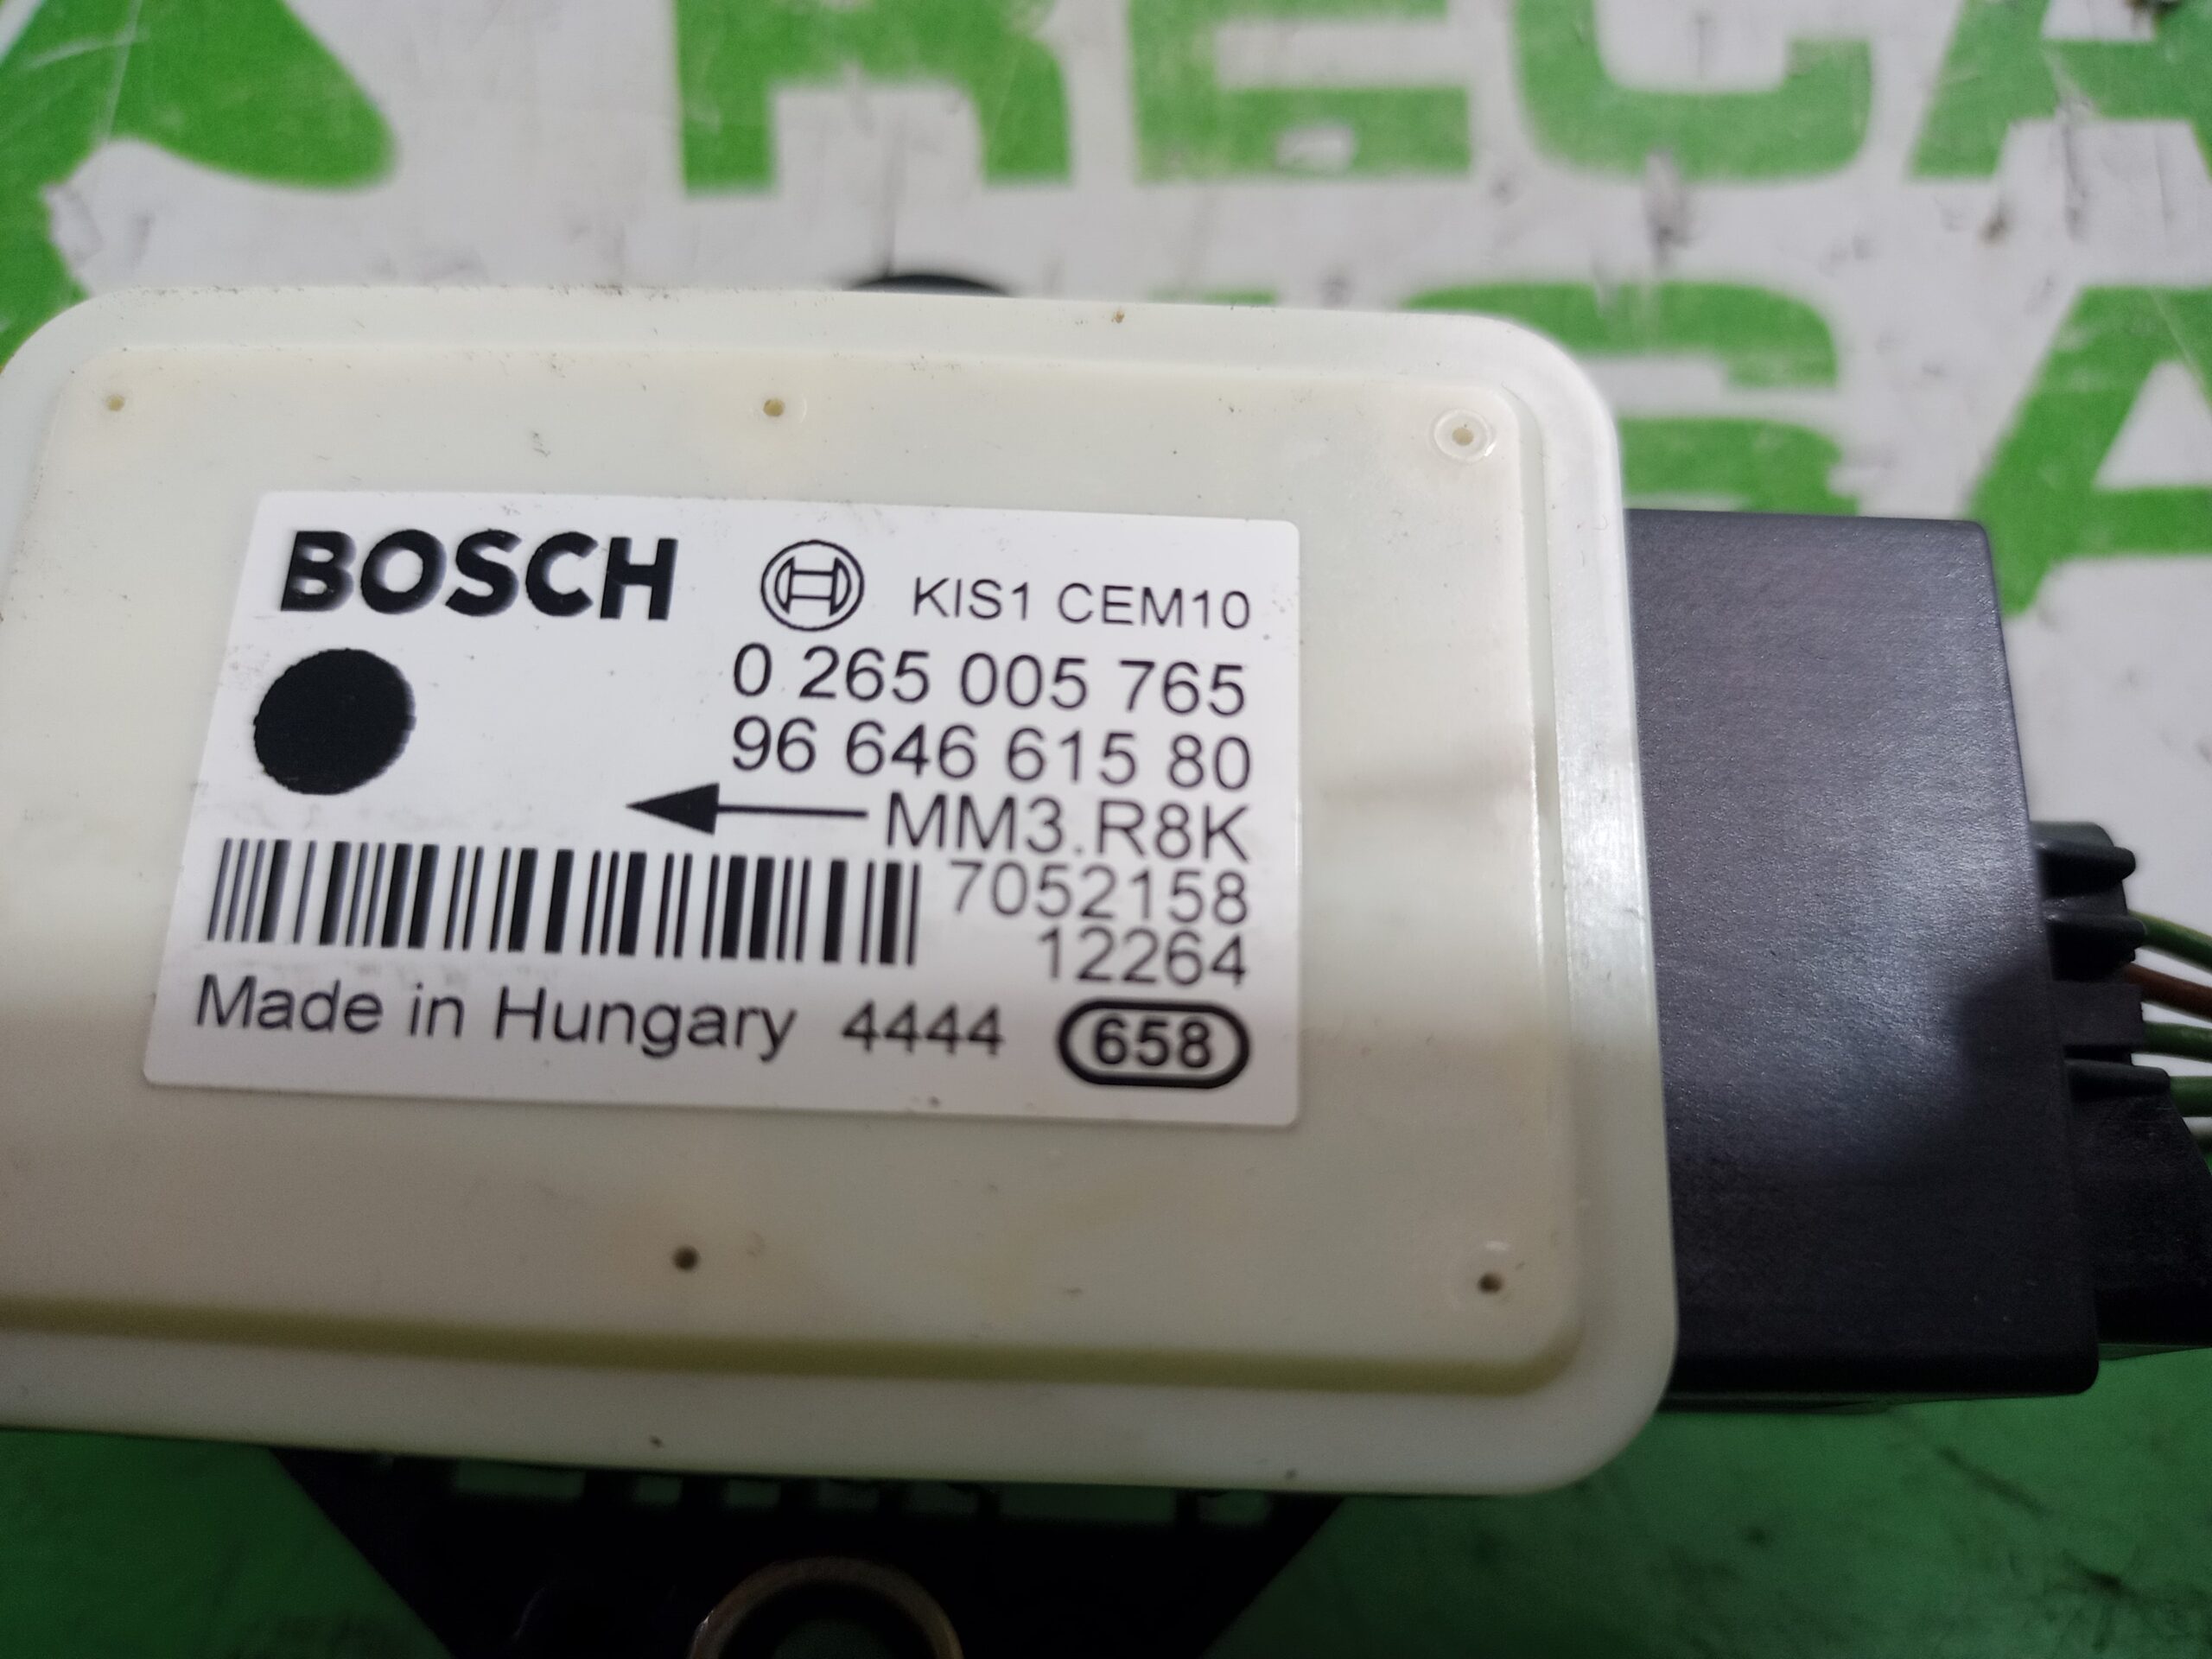 RECA
BOSCH KIS1 CEM10
0 265 005 765
96 646 615 80
MM3.R8K
7052158
12264
Made in Hungary 4444 658